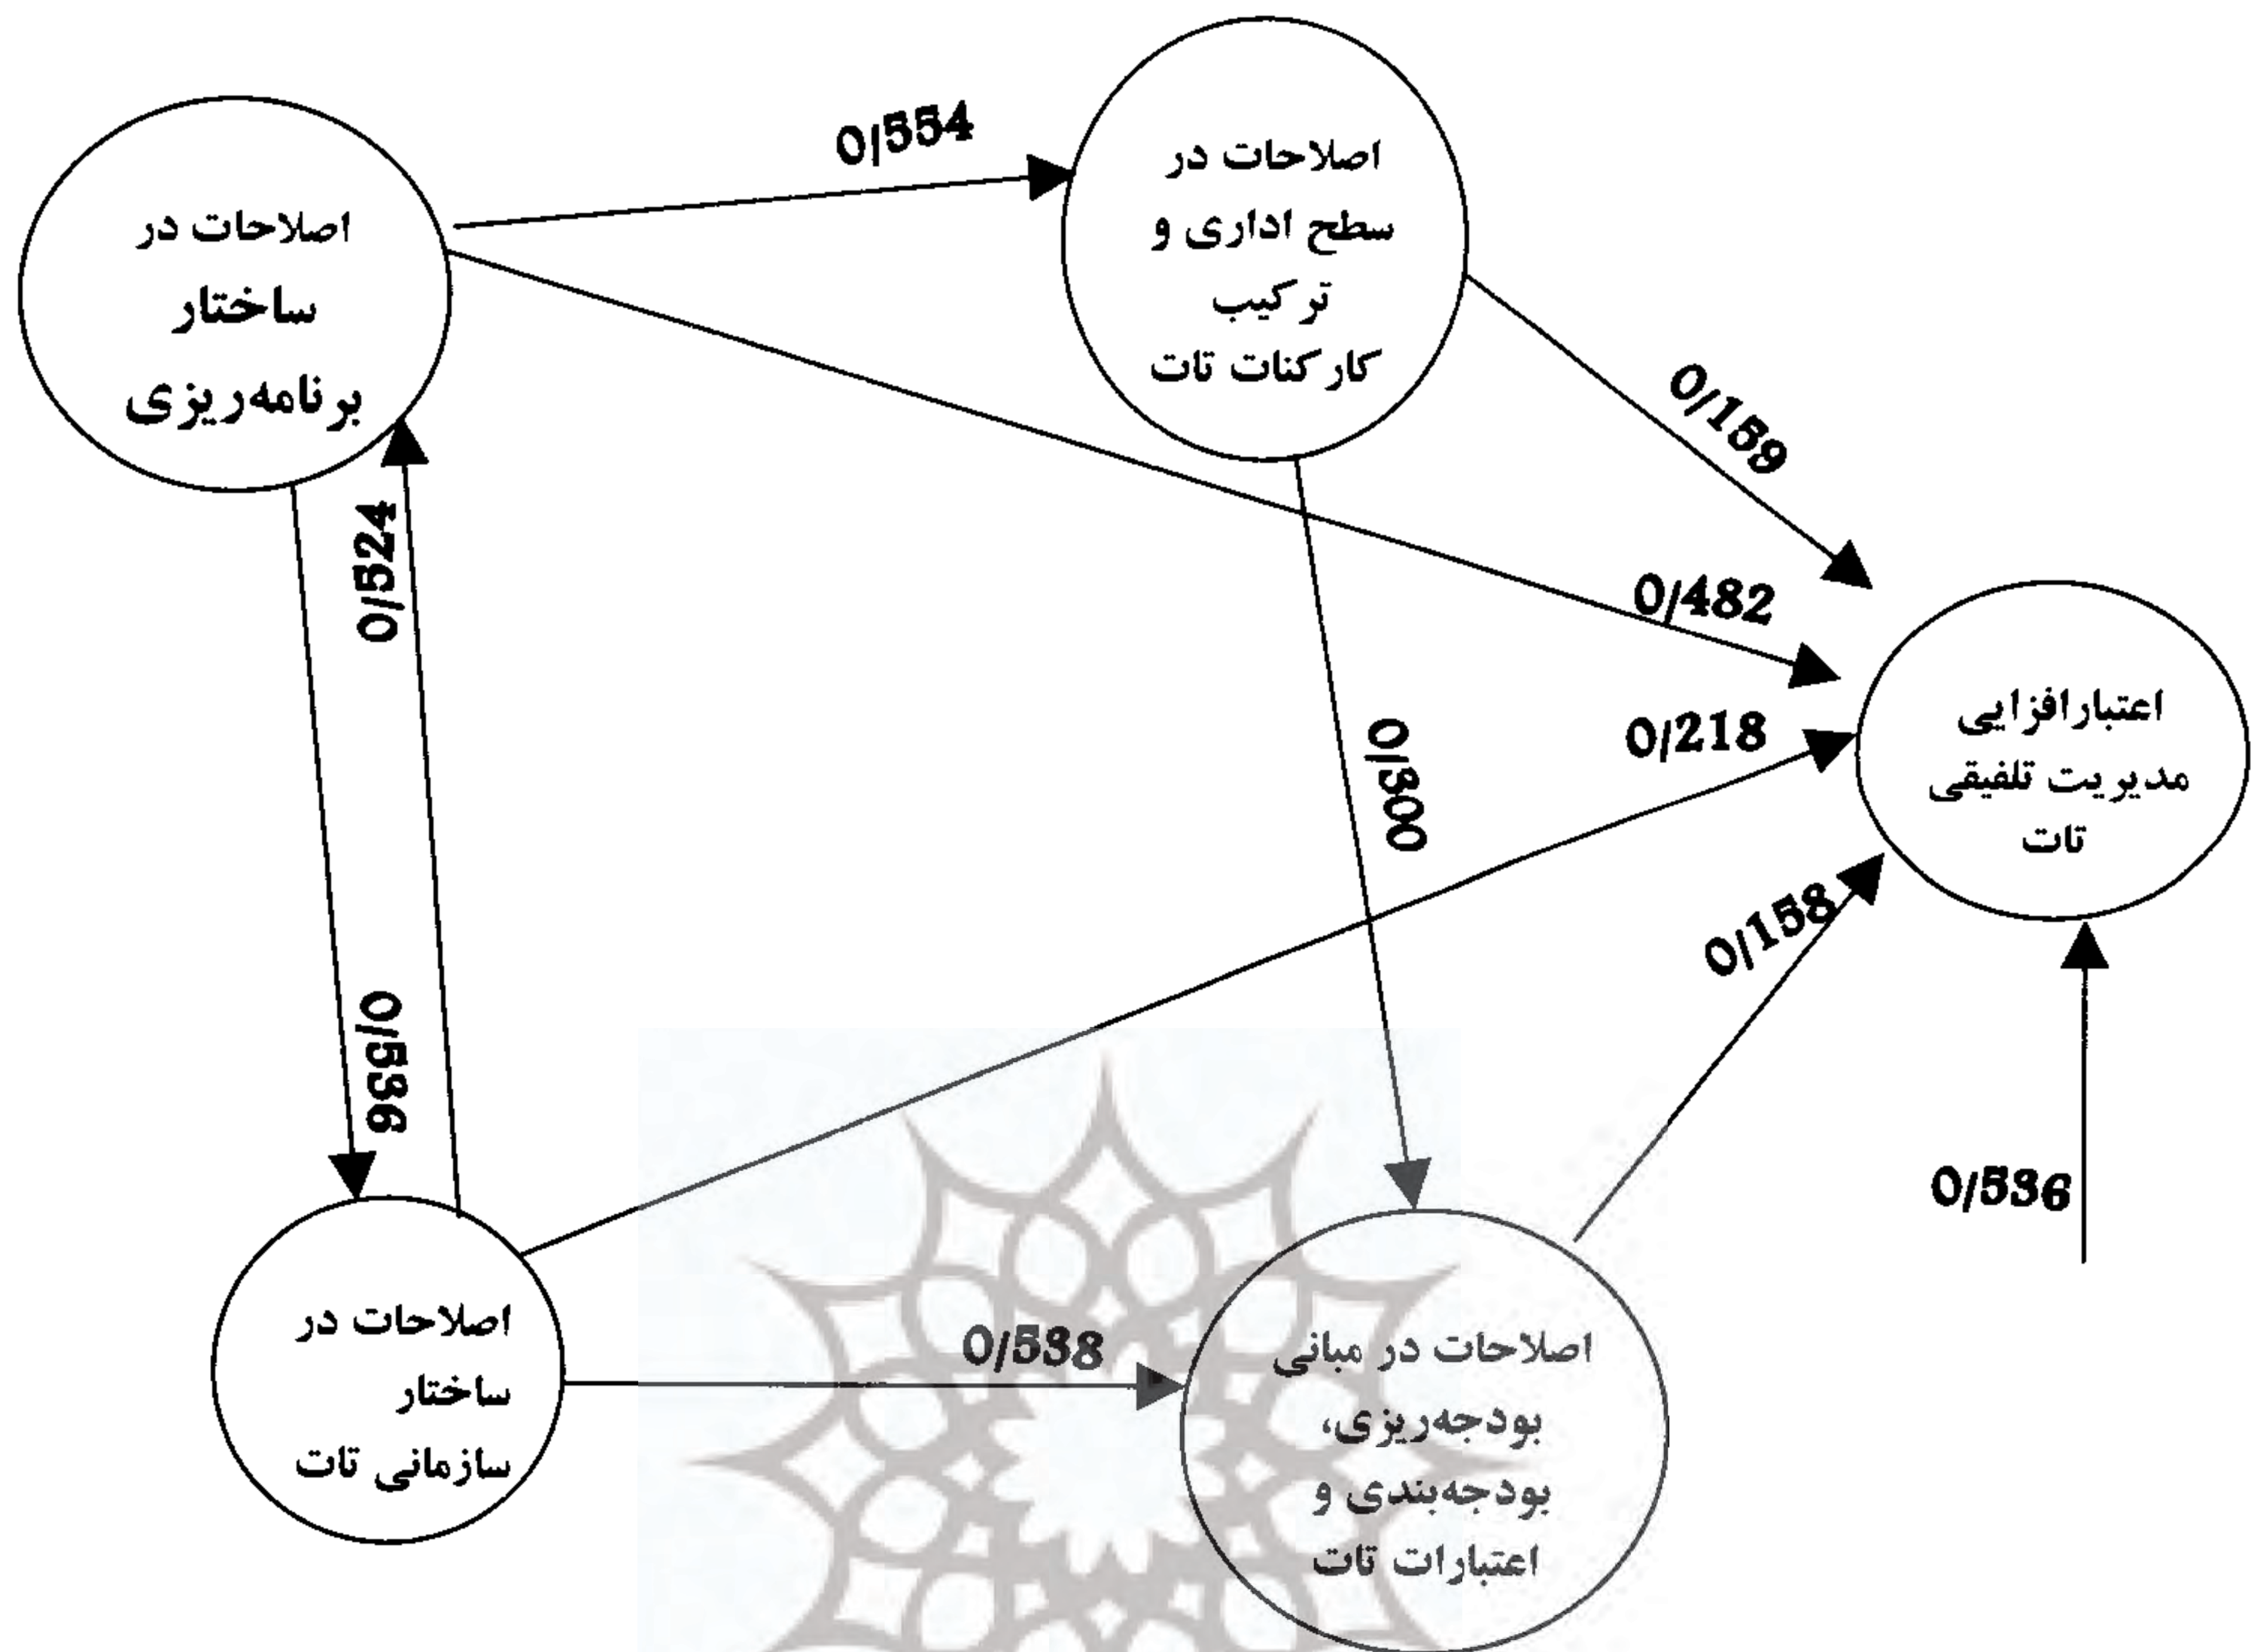 اصلاحات در
ساختار
برنامه‌ریزی
0/554
اصلاحات در
سطح اداری و
ترکیب
کارکنات تات
0/159
0/482
0/524
0/300
0/218
اعتبارافزایی
مدیریت تلفیقی
تات
0/158
0/536
0/536
اصلاحات در
ساختار
سازمانی تات
0/538
اصلاحات در مبانی
بودجه‌ریزی،
بودجه‌بندی و
اعتبارات تات